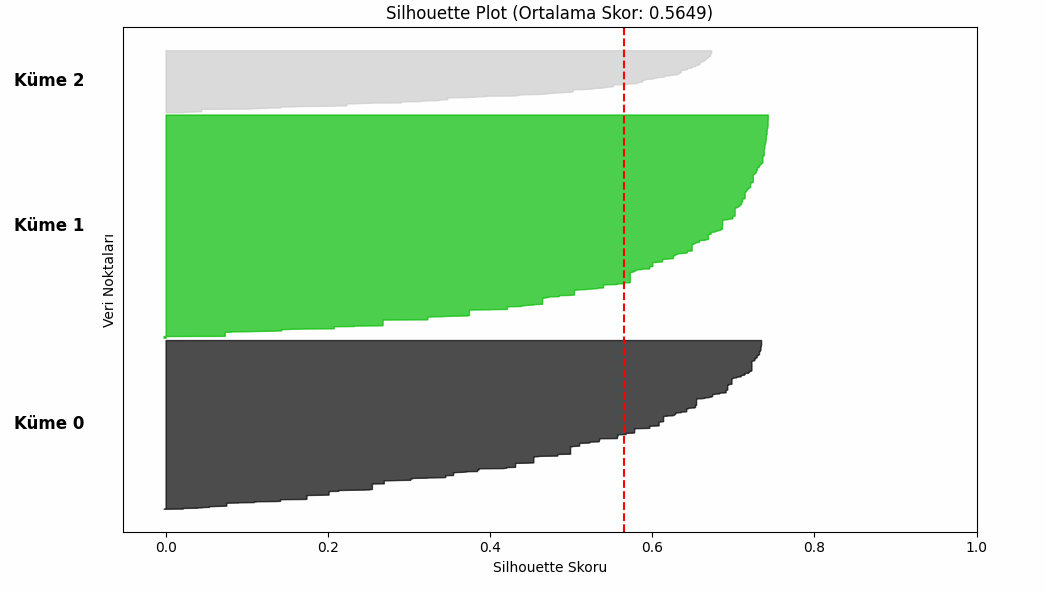 Silhouette Plot (Ortalama Skor: 0.5649)
Küme 2
Küme 1
Küme 0
Veri Noktaları
0.0 0.2 0.4 0.6 0.8 1.0
Silhouette Skoru